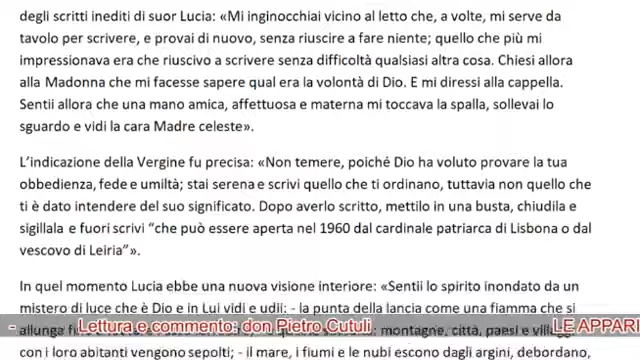 degli scritti inediti di suor Lucia: «Mi inginocchiai vicino al letto che, a volte, mi serve da
tavolo per scrivere, e provai di nuovo, senza riuscire a fare niente; quello che più mi
impressionava era che riuscivo a scrivere senza difficoltà qualsiasi altra cosa. Chiesi allora
alla Madonna che mi facesse sapere qual era la volontà di Dio. E mi diressi alla cappella.
Sentii allora che una mano amica, affettuosa e materna mi toccava la spalla, sollevai lo
sguardo e vidi la cara Madre celeste».
L'indicazione della Vergine fu precisa: «Non temere, poiché Dio ha voluto provare la tua
obbedienza, fede e umiltà; stai serena e scrivi quello che ti ordinano, tuttavia non quello che
ti è dato intendere del suo significato. Dopo averlo scritto, mettilo in una busta, chiudila e
sigillala e fuori scrivi "che può essere aperta nel 1960 dal cardinale patriarca di Lisbona o dal
vescovo di Leiria"».
In quel momento Lucia ebbe una nuova visione interiore: «Sentii lo spirito inondato da un
mistero di luce che è Dio e in Lui vidi e udii: - la punta della lancia come una fiamma che si
- Lettura e commento: don Pietro Cutuli LE APPARI
allunga montagne, città, paesi e
con i loro abitanti vengono sepolti; - il mare, i fiumi e le nubi escono dagli argini, debordano,